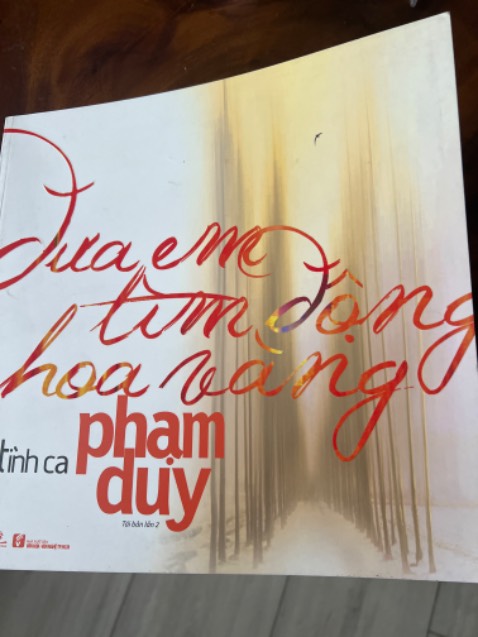 Đưa em
tìm động
hoa vàng
tình ca
phạm
duy
Tái bản lần 2